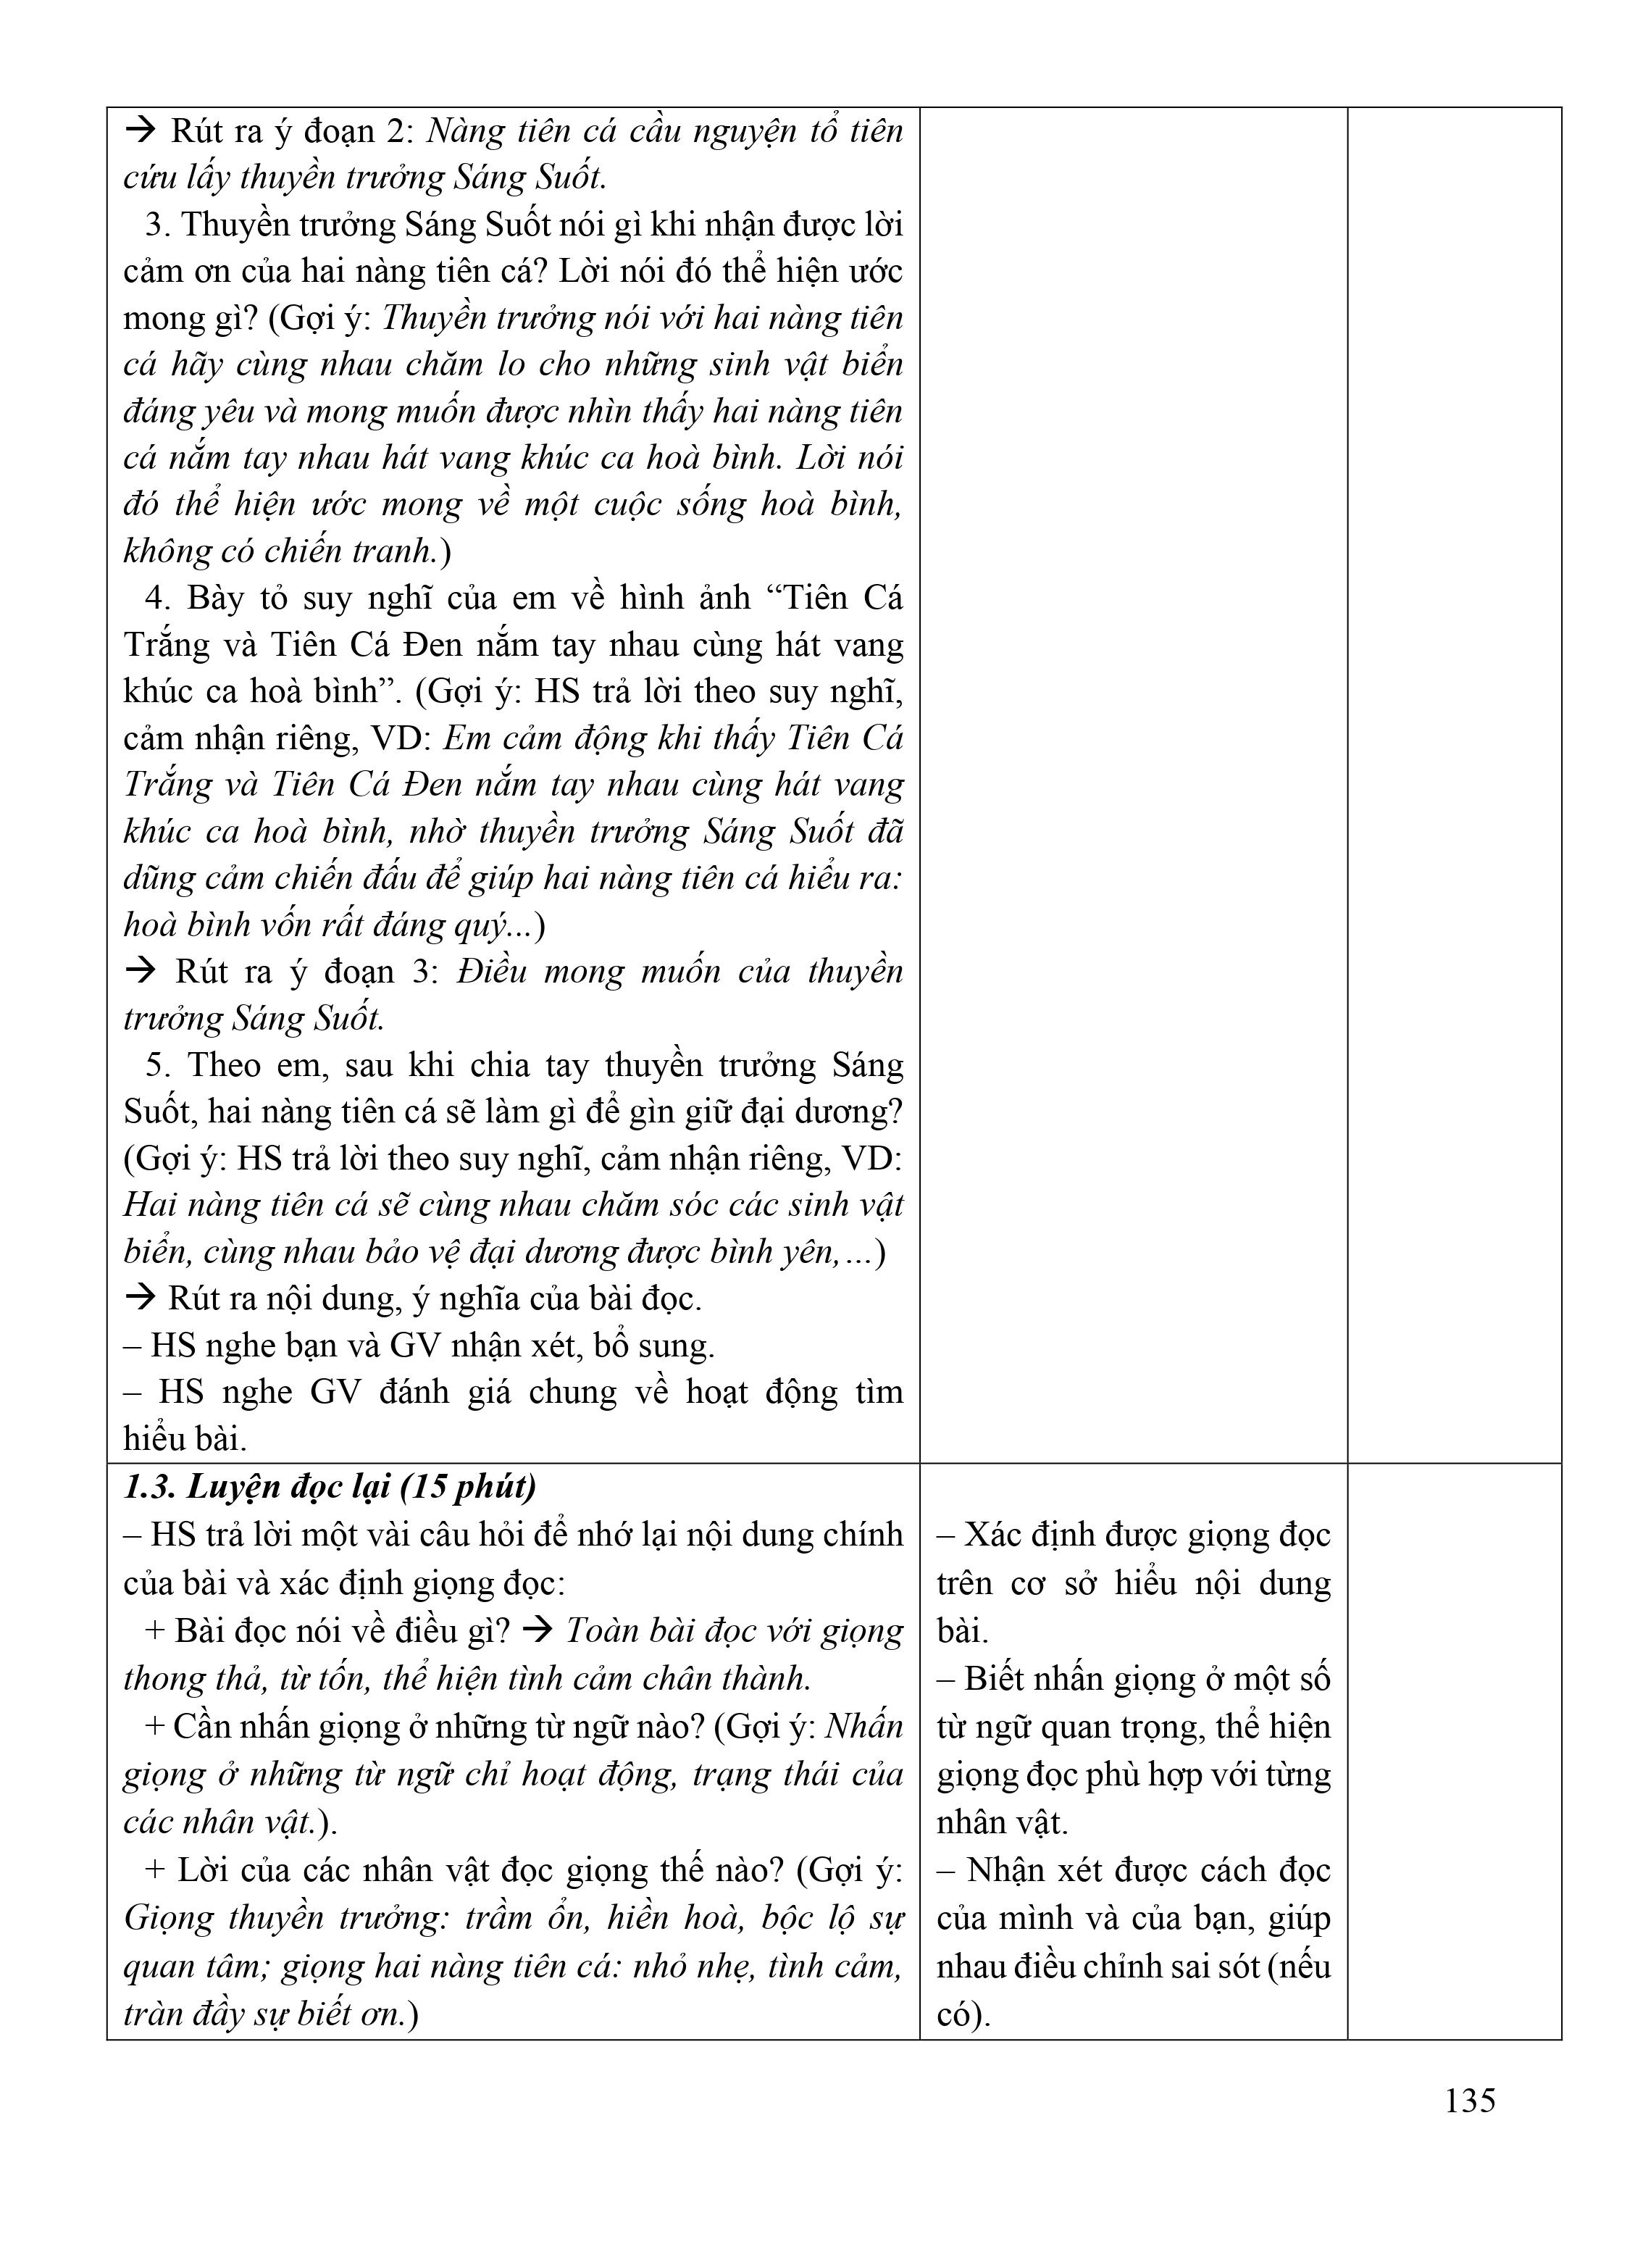 → Rút ra ý đoạn 2: Nàng tiên cá cầu nguyện tổ tiên
cứu lấy thuyền trưởng Sáng Suốt.
3. Thuyền trưởng Sáng Suốt nói gì khi nhận được lời
cảm ơn của hai nàng tiên cá? Lời nói đó thể hiện ước
mong gì? (Gợi ý: Thuyền trưởng nói với hai nàng tiên
cá hãy cùng nhau chăm lo cho những sinh vật biển
đáng yêu và mong muốn được nhìn thấy hai nàng tiên
cá nắm tay nhau hát vang khúc ca hoà bình. Lời nói
đó thể hiện ước mong về một cuộc sống hoà bình,
không có chiến tranh.)
4. Bày tỏ suy nghĩ của em về hình ảnh “Tiên Cá
Trắng và Tiên Cá Đen nắm tay nhau cùng hát vang
khúc ca hoà bình”. (Gợi ý: HS trả lời theo suy nghĩ,
cảm nhận riêng, VD: Em cảm động khi thấy Tiên Cá
Trắng và Tiên Cá Đen nắm tay nhau cùng hát vang
khúc ca hoà bình, nhờ thuyền trưởng Sáng Suốt đã
dũng cảm chiến đấu để giúp hai nàng tiên cá hiểu ra:
hoà bình vốn rất đáng quý...)
→ Rút ra ý đoạn 3: Điều mong muốn của thuyền
trưởng Sáng Suốt.
5. Theo em, sau khi chia tay thuyền trưởng Sáng
Suốt, hai nàng tiên cá sẽ làm gì để gìn giữ đại dương?
(Gợi ý: HS trả lời theo suy nghĩ, cảm nhận riêng, VD:
Hai nàng tiên cá sẽ cùng nhau chăm sóc các sinh vật
biển, cùng nhau bảo vệ đại dương được bình yên,…)
→ Rút ra nội dung, ý nghĩa của bài đọc.
– HS nghe bạn và GV nhận xét, bổ sung.
– HS nghe GV đánh giá chung về hoạt động tìm
hiểu bài.
1.3. Luyện đọc lại (15 phút)
– HS trả lời một vài câu hỏi để nhớ lại nội dung chính
của bài và xác định giọng đọc:
+ Bài đọc nói về điều gì? → Toàn bài đọc với giọng
thong thả, từ tốn, thể hiện tình cảm chân thành.
+ Cần nhấn giọng ở những từ ngữ nào? (Gợi ý: Nhấn
giọng ở những từ ngữ chỉ hoạt động, trạng thái của
các nhân vật.).
+ Lời của các nhân vật đọc giọng thế nào? (Gợi ý:
Giọng thuyền trưởng: trầm ổn, hiền hoà, bộc lộ sự
quan tâm; giọng hai nàng tiên cá: nhỏ nhẹ, tình cảm,
tràn đầy sự biết ơn.)
– Xác định được giọng đọc
trên cơ sở hiểu nội dung
bài.
– Biết nhấn giọng ở một số
từ ngữ quan trọng, thể hiện
giọng đọc phù hợp với từng
nhân vật.
– Nhận xét được cách đọc
của mình và của bạn, giúp
nhau điều chỉnh sai sót (nếu
có).
135